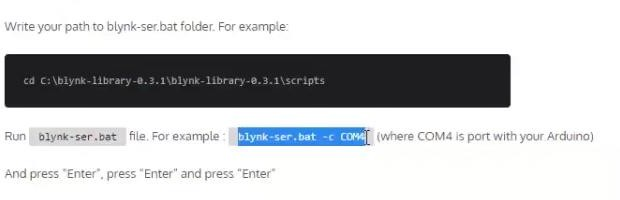 Write your path to blynk-ser.bat folder. For example:
cd C:\blynk-library-0.3.1\blynk-library-0.3.1\scripts
Run blynk-ser.bat file. For example : blynk-ser.bat -c COM4 (where COM4 is port with your Arduino)
And press "Enter", press "Enter" and press "Enter"